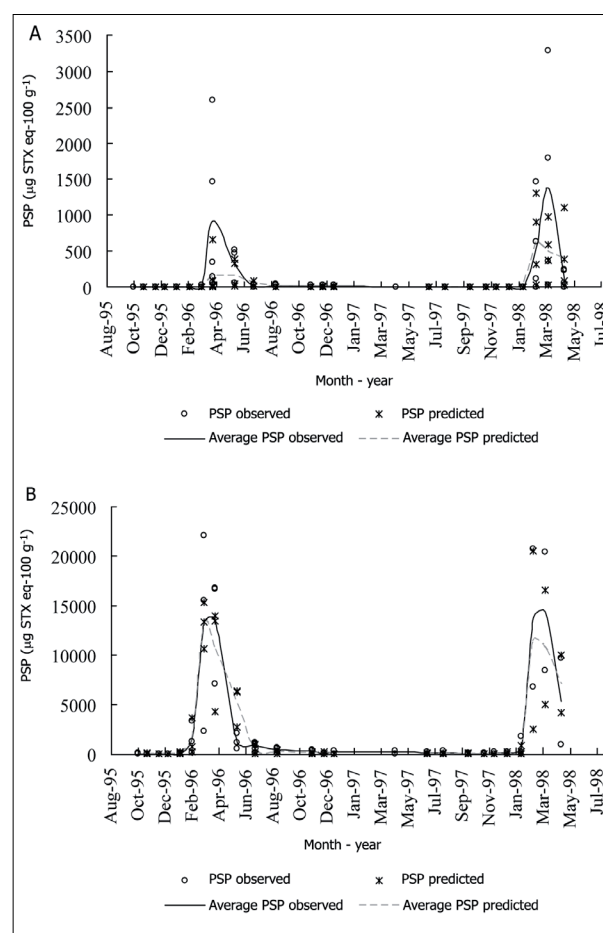 A
3500
3000
2500
2000
1500
1000
500
0
PSP (µg STX eq-100 g-1)
Aug-95
Oct-95
Dec-95
Feb-96
Apr-96
Jun-96
Aug-96
Oct-96
Dec-96
Jan-97
Mar-97
May-97
Jul-97
Sep-97
Nov-97
Jan-98
Mar-98
May-98
Jul-98
Month - year
PSP observed PSP predicted
Average PSP observed Average PSP predicted
B
25000
20000
15000
10000
5000
0
PSP (µg STX eq-100 g-1)
Aug-95
Oct-95
Dec-95
Feb-96
Apr-96
Jun-96
Aug-96
Oct-96
Dec-96
Jan-97
Mar-97
May-97
Jul-97
Sep-97
Nov-97
Jan-98
Mar-98
May-98
Jul-98
Month - year
PSP observed PSP predicted
Average PSP observed Average PSP predicted